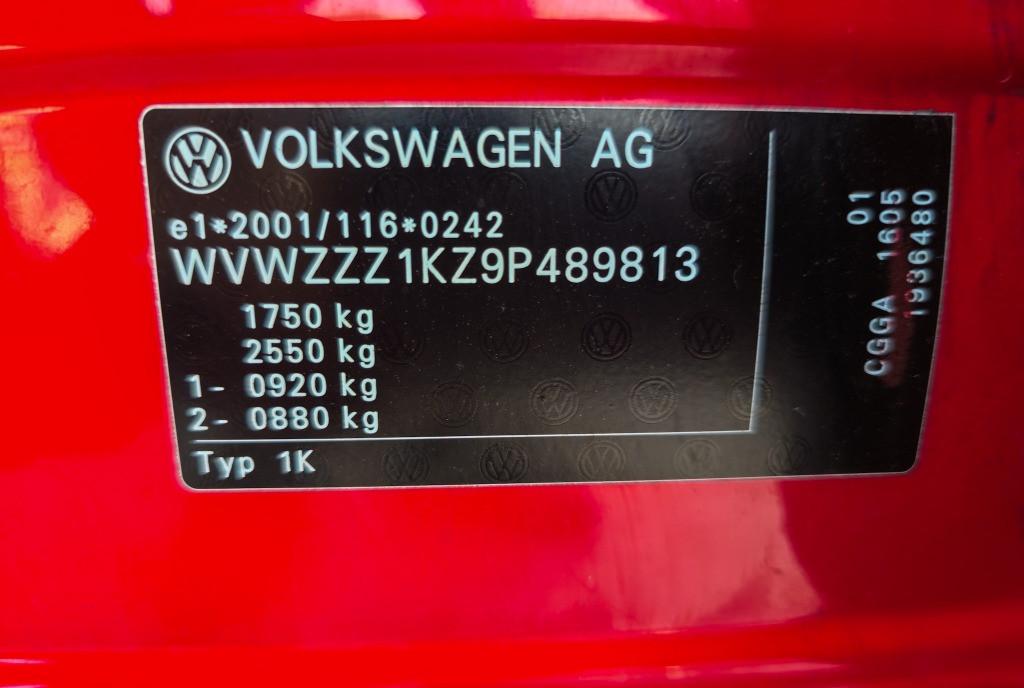 VOLKSWAGEN AG
e1*2001/116*0242
WVWZZZ1KZ9P489813
1750 kg
2550 kg
1- 0920 kg
2- 0880 kg
Typ 1K
01
CGGA 1605
1936480